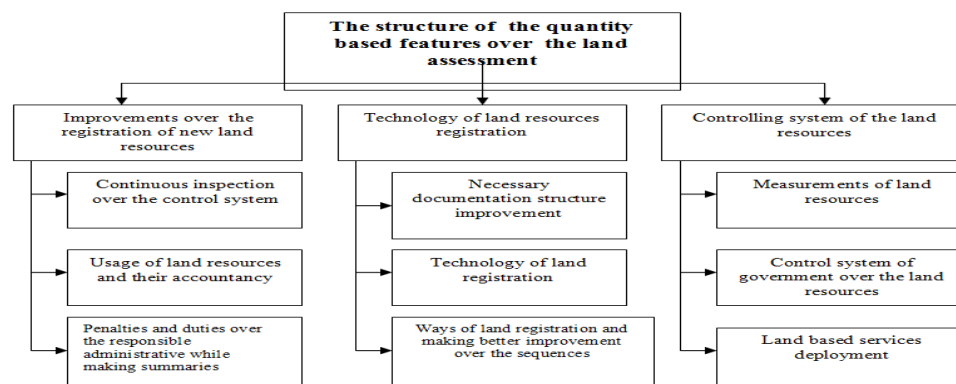 The structure of the quantity
based features over the land
assessment
Improvements over the
registration of new land
resources
Technology of land resources
registration
Controlling system of the land
resources
Continuous inspection
over the control system
Necessary
documentation structure
improvement
Measurements of land
resources
Usage of land resources
and their accountancy
Technology of land
registration
Control system of
government over the land
resources
Penalties and duties over the
responsible
administrative while
making summaries
Ways of land registration and
making better improvement
over the sequences
Land based services
deployment